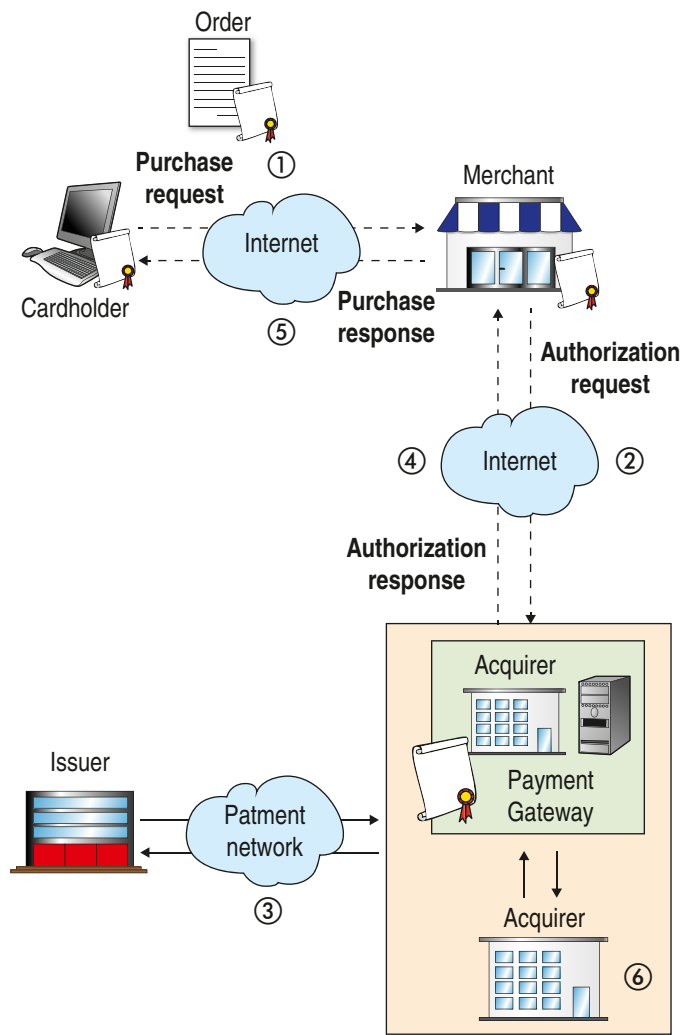 Order
①
Purchase
request
Merchant
Internet
Cardholder
Purchase
response
⑤
Authorization
request
④
Internet
②
Authorization
response
Acquirer
Issuer
Payment
Gateway
Patment
network
③
Acquirer
⑥